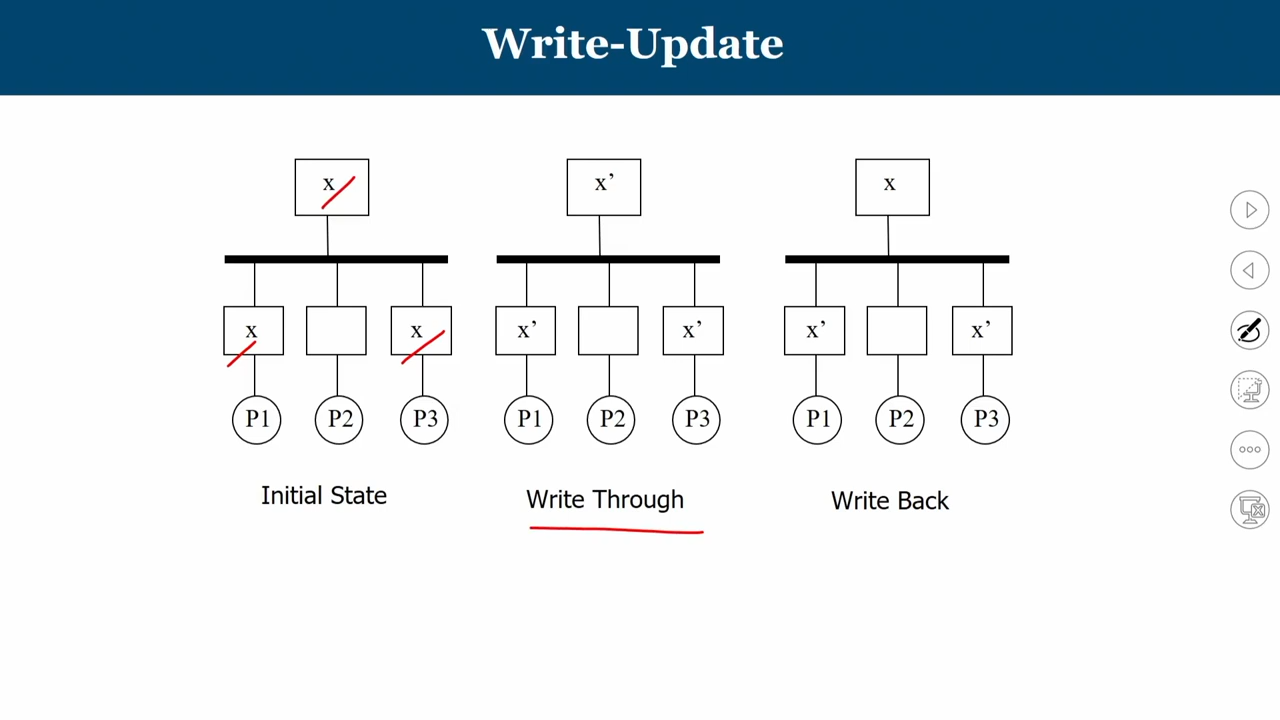 Write-Update
x
x
x
P1
P2
P3
Initial State
x’
x’
x’
P1
P2
P3
Write Through
x
x’
x’
P1
P2
P3
Write Back